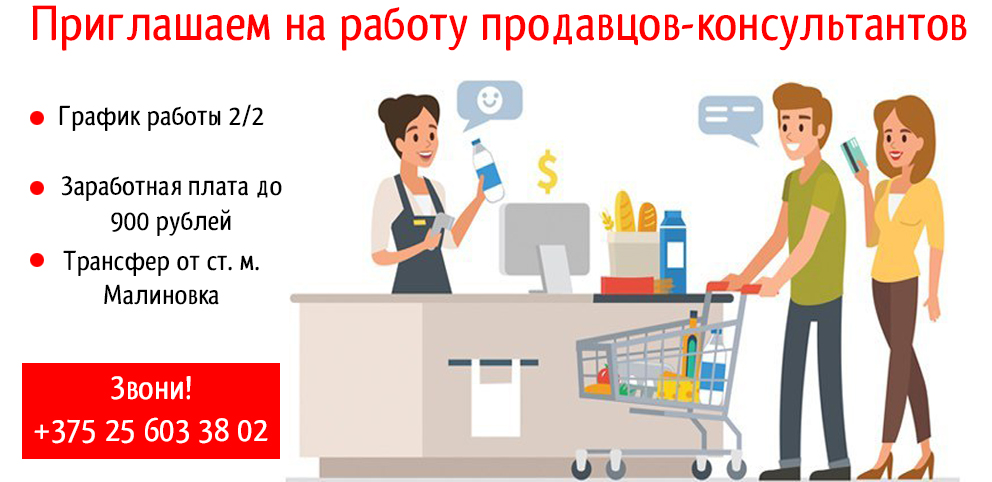 Приглашаем на работу продавцов-консультантов
График работы 2/2
Заработная плата до
900 рублей
Трансфер от ст. м.
Малиновка
Звони!
+375 25 603 38 02